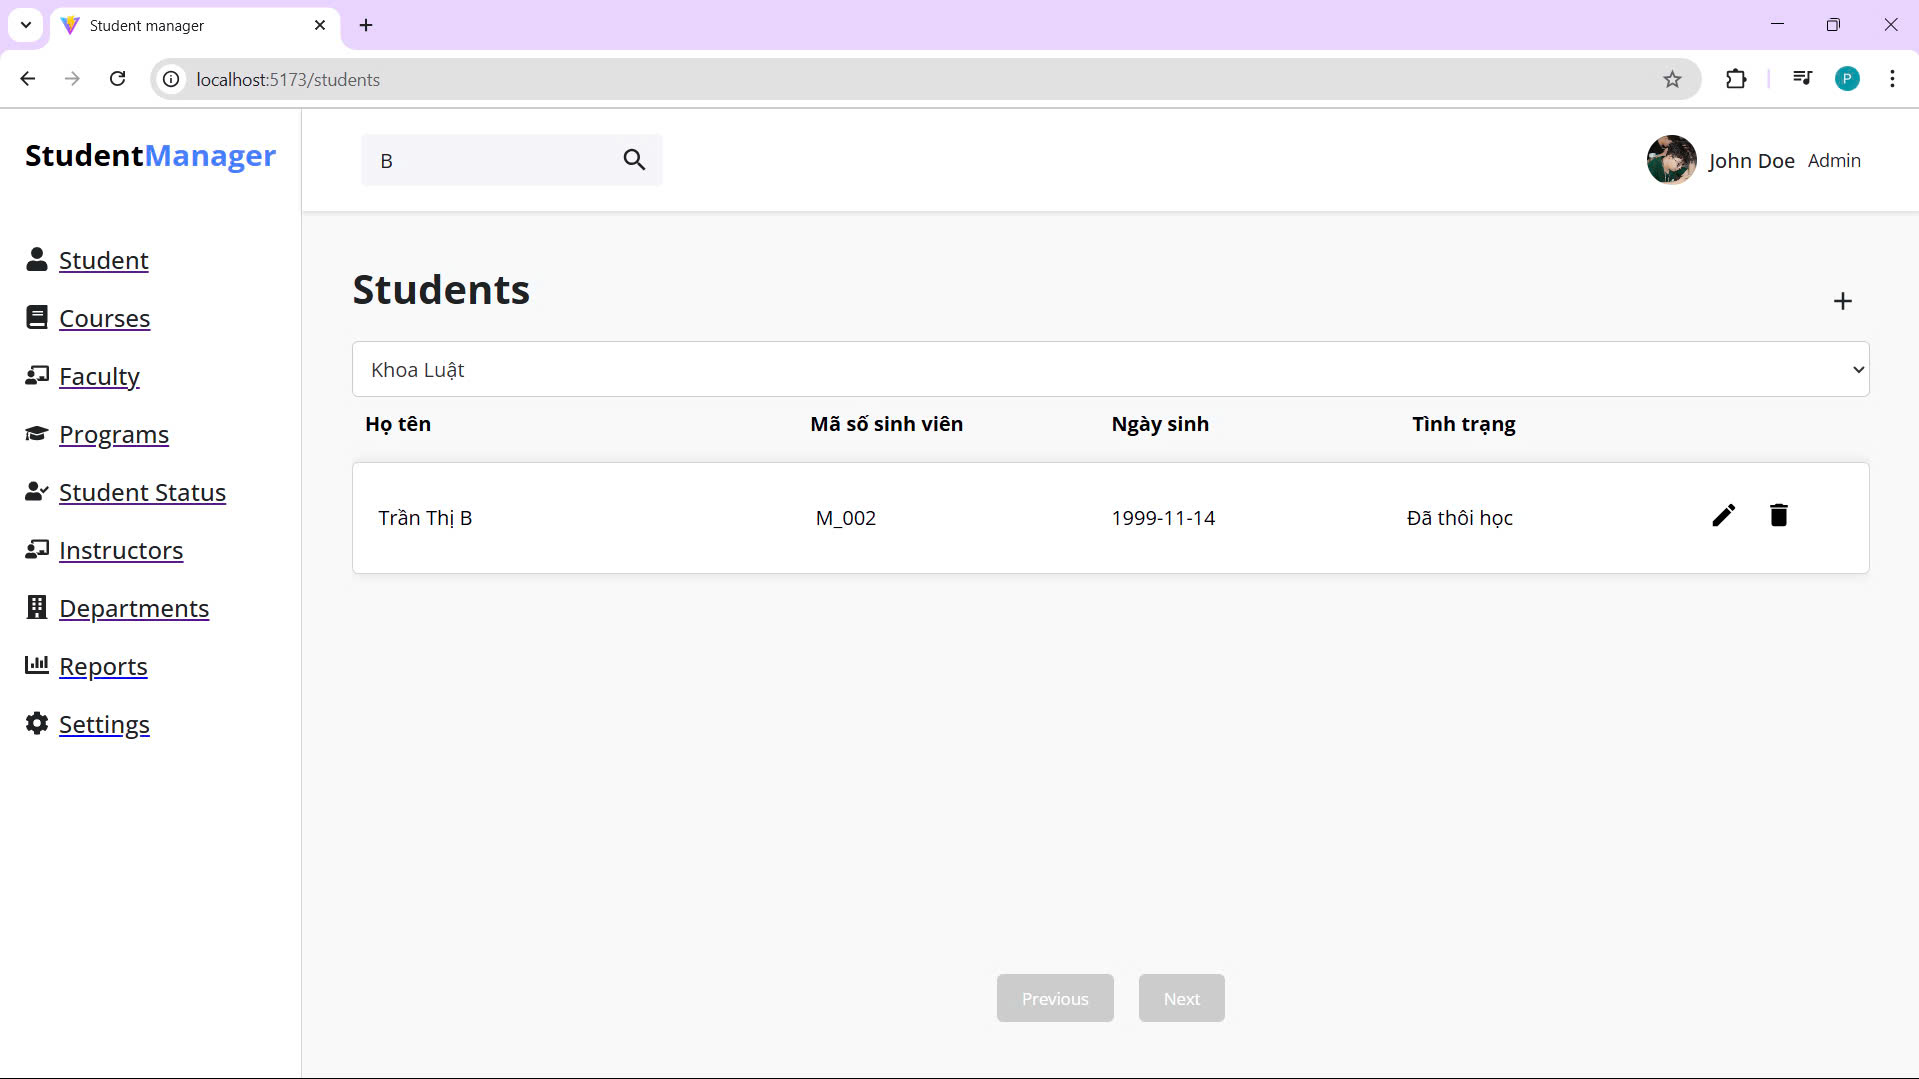 Student manager
localhost:5173/students
StudentManager
B
John Doe Admin
Student
Courses
Faculty
Programs
Student Status
Instructors
Departments
Reports
Settings
Students
Khoa Luật
Họ tên Mã số sinh viên Ngày sinh Tình trạng
Trần Thị B M_002 1999-11-14 Đã thôi học
Previous Next
P